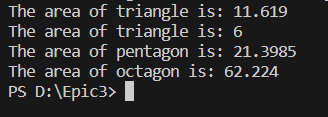 The area of triangle is: 11.619
The area of triangle is: 6
The area of pentagon is: 21.3985
The area of octagon is: 62.224
PS D:\Epic3>